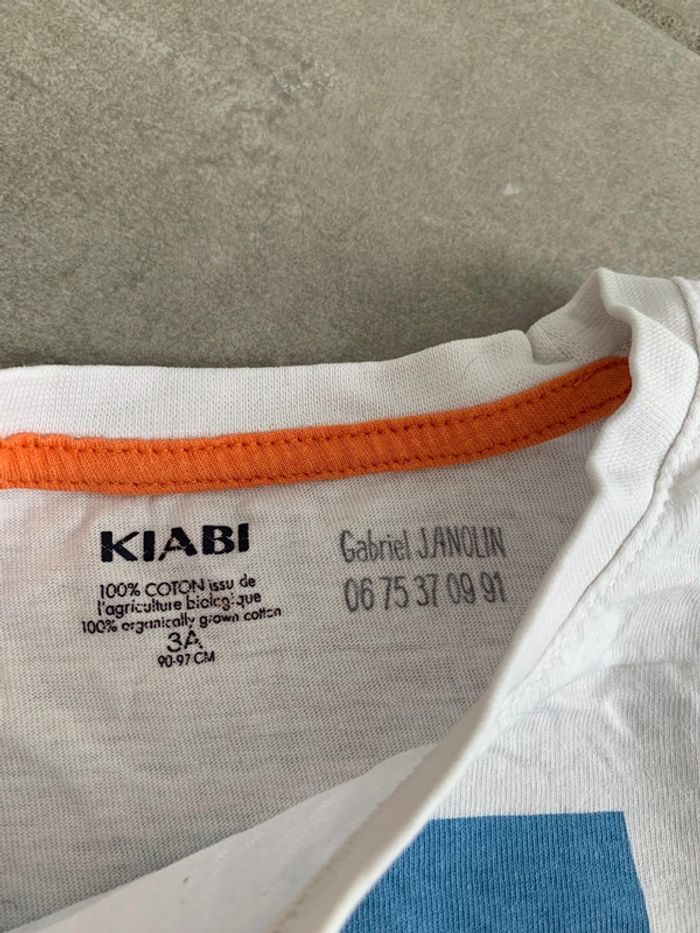 KIABI
100% COTON issu de
l'agriculture biologique
100% organically grown cotton
3A
90-97 CM
Gabriel JANOLIN
06 75 37 09 91